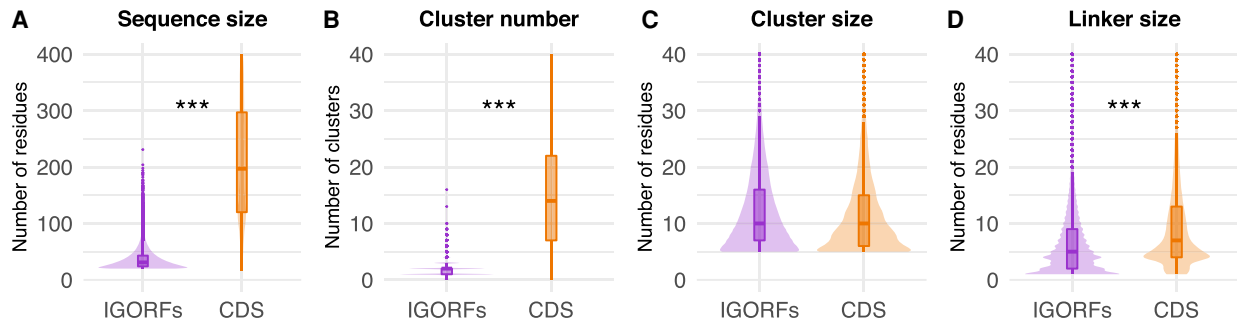 A Sequence size
Number of residues
400
300
200
100
0
***
IGORFs CDS
B Cluster number
Number of clusters
40
30
20
10
0
***
IGORFs CDS
C Cluster size
Number of residues
40
30
20
10
0
IGORFs CDS
D Linker size
Number of residues
40
30
20
10
0
***
IGORFs CDS